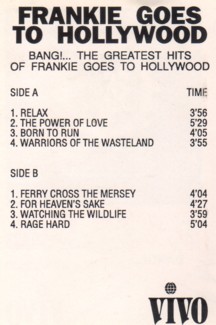 FRANKIE GOES
TO HOLLYWOOD
BANG!... THE GREATEST HITS
OF FRANKIE GOES TO HOLLYWOOD
SIDE A TIME
1. RELAX 3'56
2. THE POWER OF LOVE 5'29
3. BORN TO RUN 4'05
4. WARRIORS OF THE WASTELAND 3'55
SIDE B
1. FERRY CROSS THE MERSEY 4'04
2. FOR HEAVEN'S SAKE 4'27
3. WATCHING THE WILDLIFE 3'59
4. RAGE HARD 5'04
VIVO